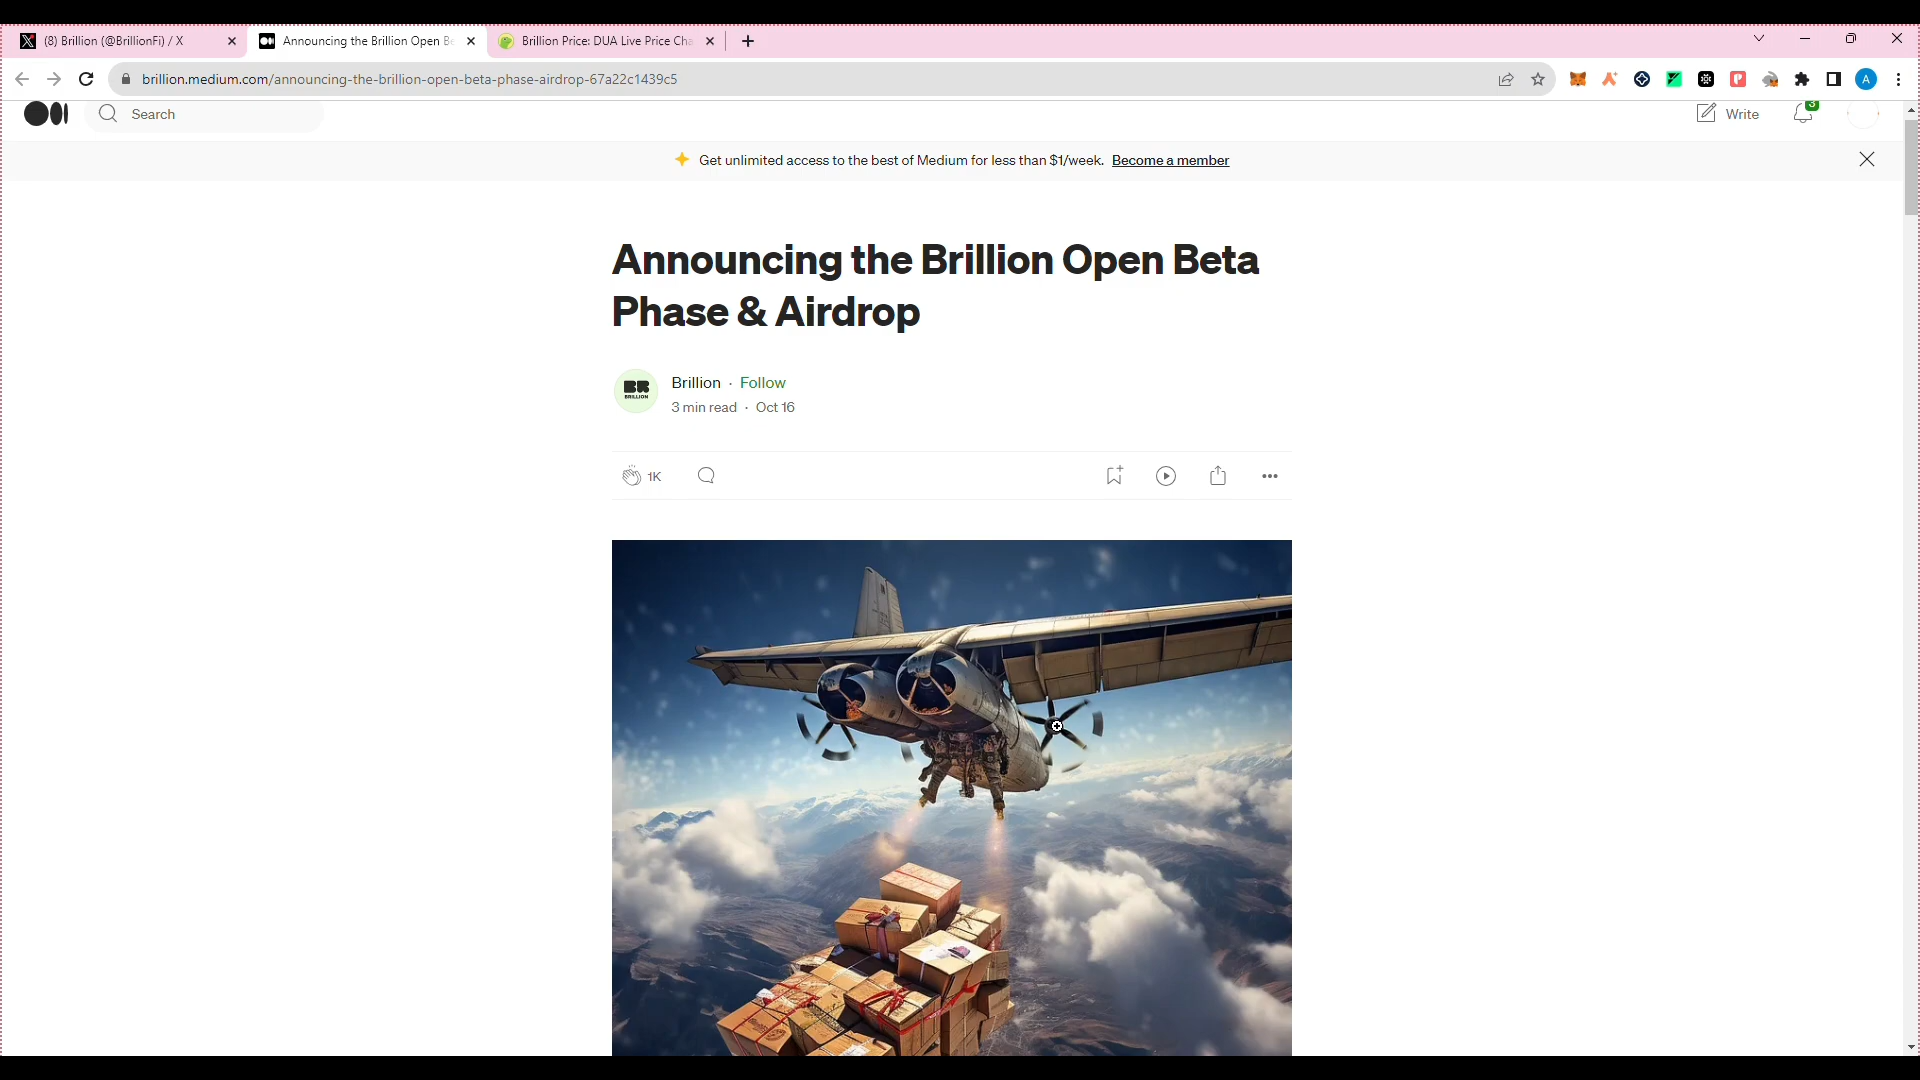 (8) Brillion (@BrillionFi) / X
Announcing the Brillion Open Be
Brillion Price: DUA Live Price Cha
brillion.medium.com/announcing-the-brillion-open-beta-phase-airdrop-67a22c1439c5
A
Search
Write
3
Get unlimited access to the best of Medium for less than $1/week. Become a member
Announcing the Brillion Open Beta
Phase & Airdrop
BR
BRILLION
Brillion · Follow
3 min read · Oct 16
1K